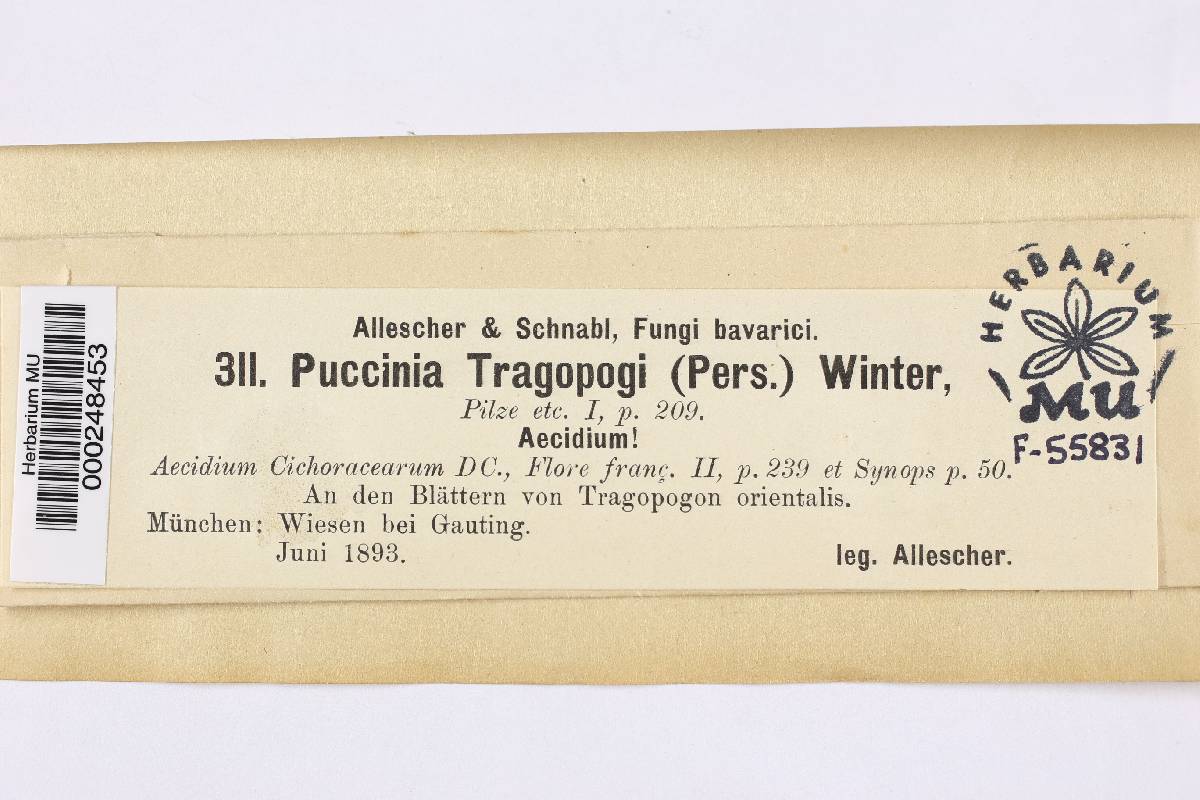 Allescher & Schnabl, Fungi bavarici.
311. Puccinia Tragopogi (Pers.) Winter,
Pilze etc. I, p. 209.
Aecidium!
Aecidium Cichoracearum DC., Flore franç. II, p. 239 et Synops p. 50.
An den Blättern von Tragopogon orientalis.
München: Wiesen bei Gauting.
Juni 1893.
leg. Allescher.
HERBARIUM
MU
F-55831
Herbarium MU
000248453